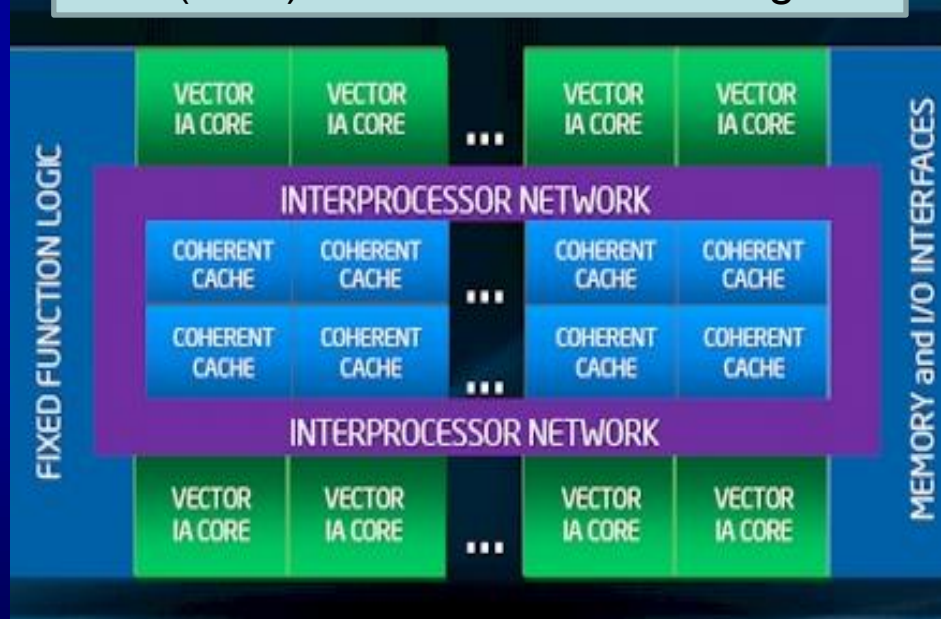 FIXED FUNCTION LOGIC
VECTOR IA CORE
VECTOR IA CORE
...
VECTOR IA CORE
VECTOR IA CORE
INTERPROCESSOR NETWORK
COHERENT CACHE
COHERENT CACHE
...
COHERENT CACHE
COHERENT CACHE
COHERENT CACHE
COHERENT CACHE
...
COHERENT CACHE
COHERENT CACHE
INTERPROCESSOR NETWORK
VECTOR IA CORE
VECTOR IA CORE
...
VECTOR IA CORE
VECTOR IA CORE
MEMORY and I/O INTERFACES